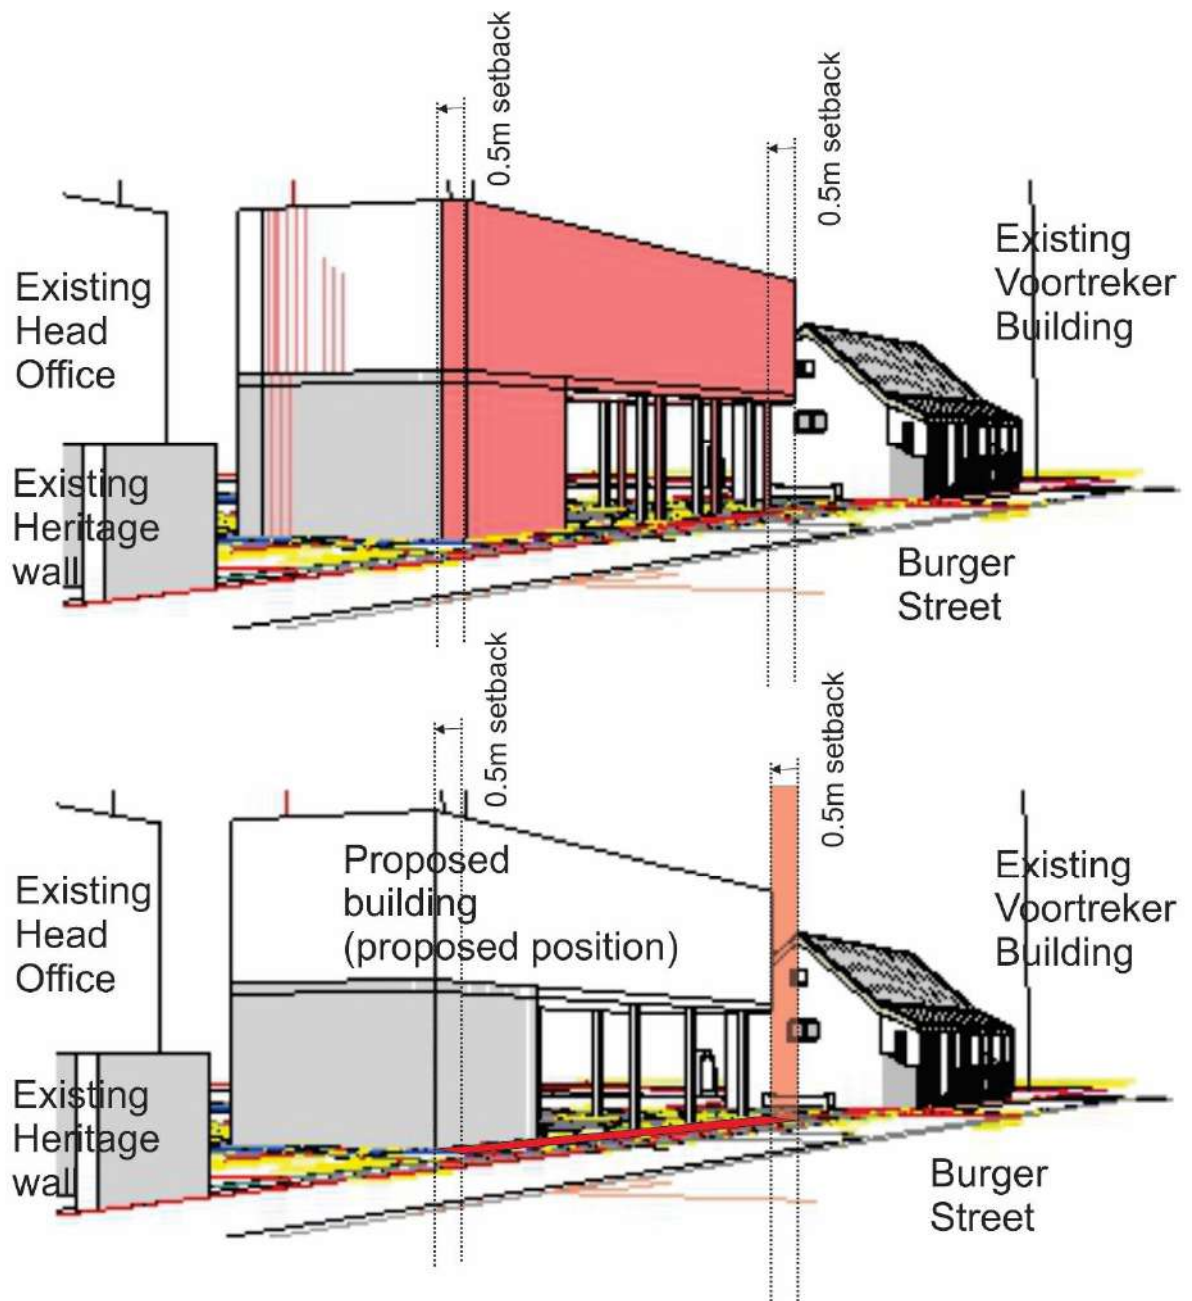 0.5m setback
0.5m setback
Existing
Head
Office
Existing
Voortreker
Building
Existing
Heritage
wall
Burger
Street
0.5m setback
0.5m setback
Proposed
building
(proposed position)
Existing
Head
Office
Existing
Voortreker
Building
Existing
Heritage
wall
Burger
Street